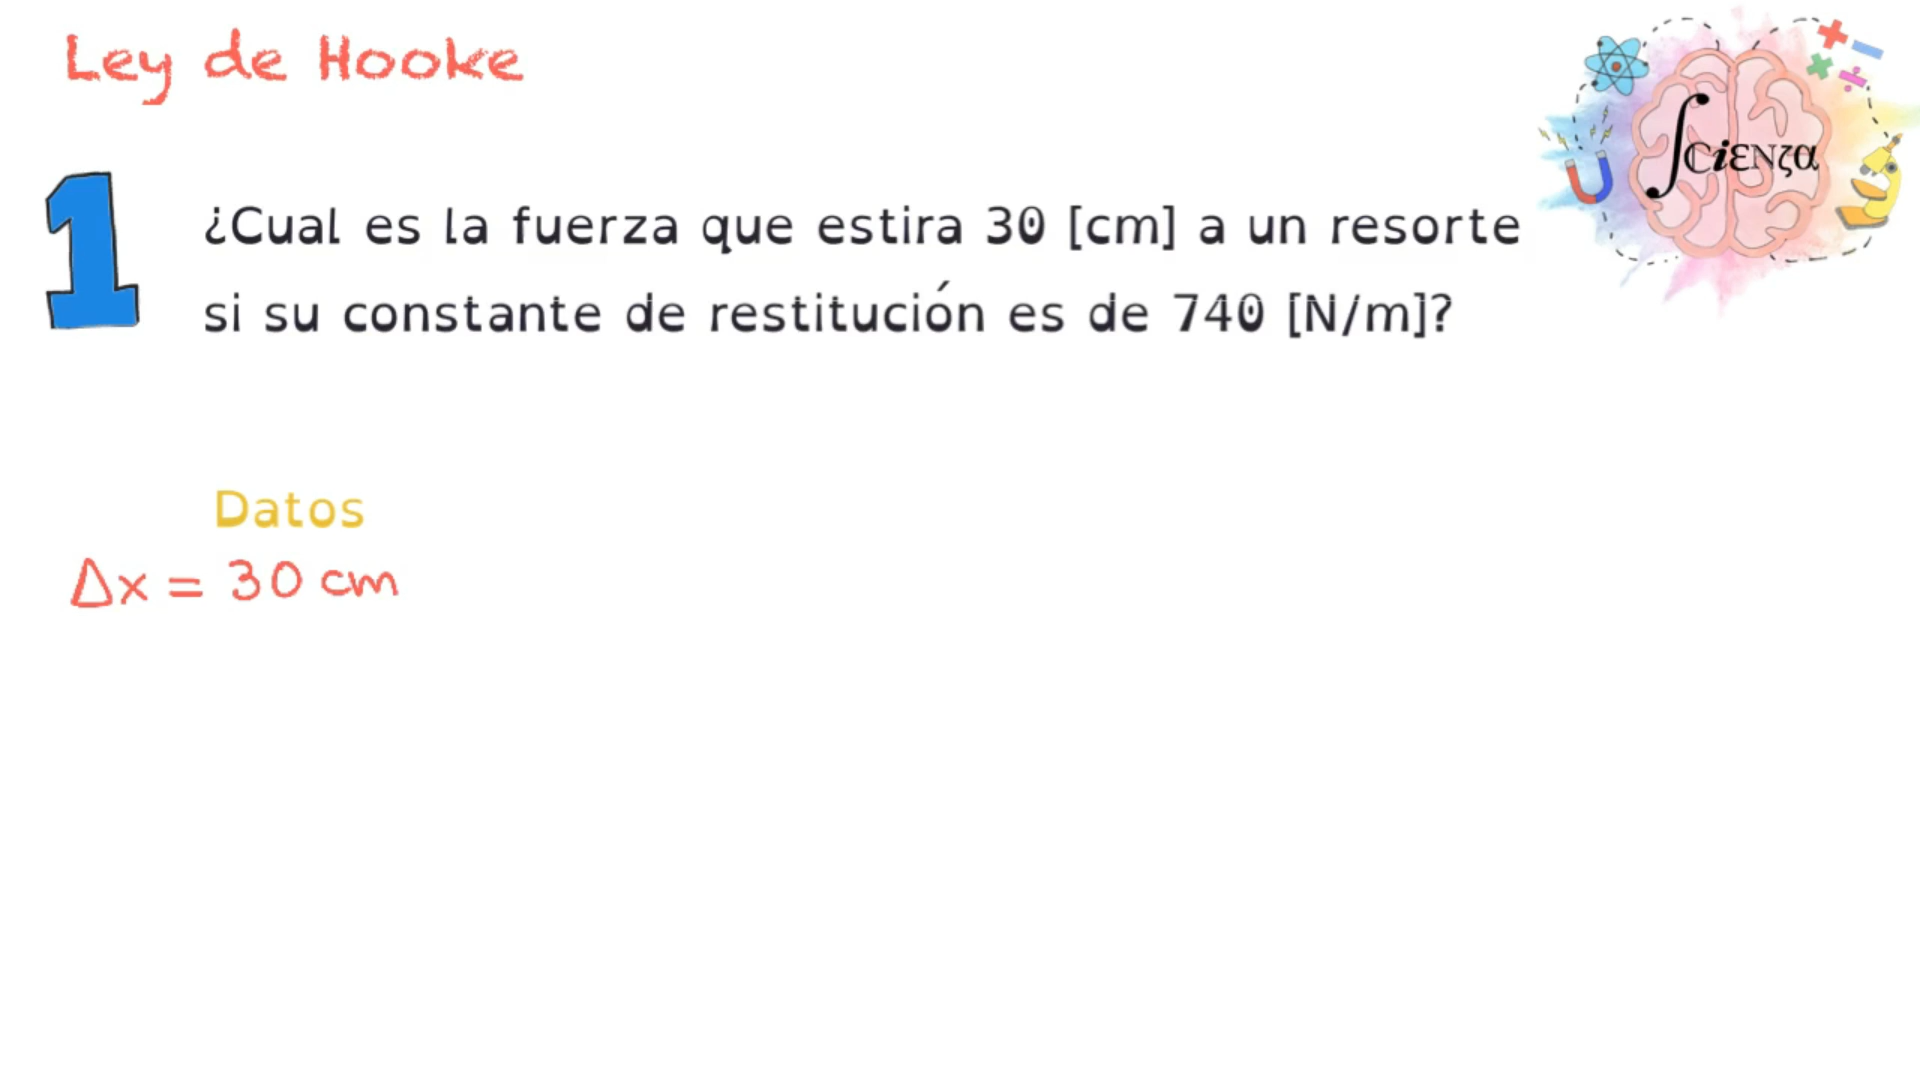 Ley de Hooke
∫CiENζα
1
¿Cual es la fuerza que estira 30 [cm] a un resorte
si su constante de restitución es de 740 [N/m]?
Datos
Δx = 30 cm